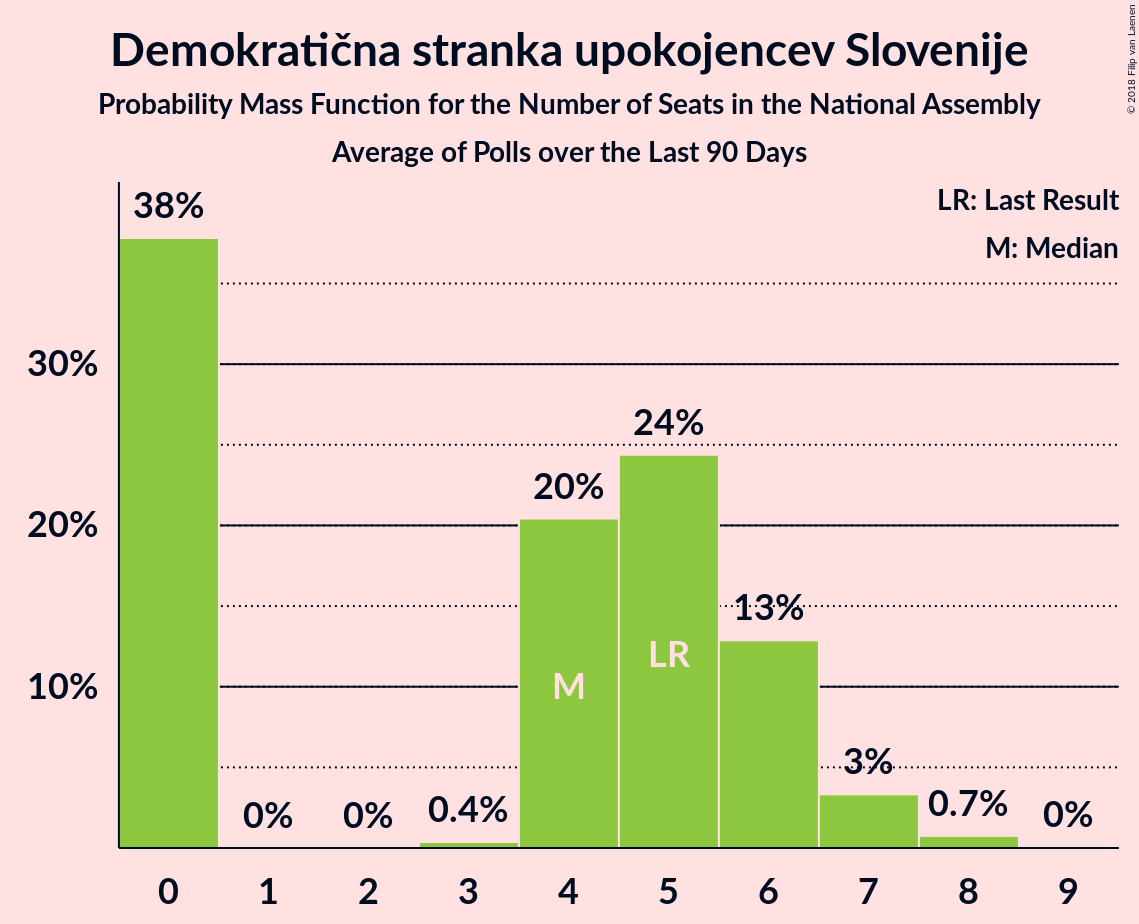 Demokratična stranka upokojencev Slovenije
Probability Mass Function for the Number of Seats in the National Assembly
Average of Polls over the Last 90 Days
© 2018 Filip van Laenen
LR: Last Result
M: Median
38%
30%
24%
20%
20%
13%
LR
M
10%
3%
0%
0%
0.4%
0.7%
0%
0 1 2 3 4 5 6 7 8 9